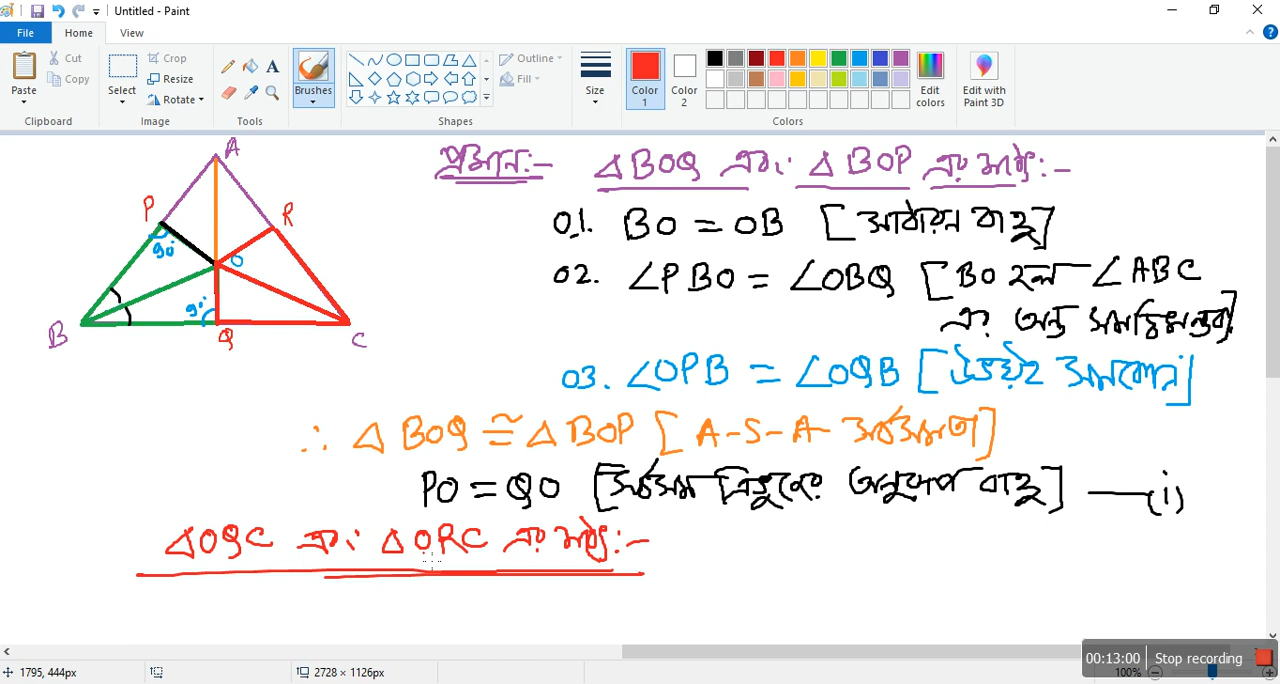 Untitled - Paint
File Home View
Paste Cut Copy Clipboard
Select Crop Resize Rotate Image
Tools
Brushes
Outline Fill Shapes
Size
Color 1 Color 2 Edit colors Colors
Edit with Paint 3D
A
P R
90° O
90°
B Q C
প্রমান:- △BOQ এবং △BOP এর মধ্যে:-
01. BO = OB [সাধারন বাহু]
02. ∠PBO = ∠OBQ [BO হল ∠ABC
এর অন্ত সমদ্বিখন্ডক]
03. ∠OPB = ∠OQB [উভয়ই সমকোন]
∴ △BOQ ≅ △BOP [A-S-A- সর্বসমতা]
PO = QO [সর্বসম ত্রিভুজের অনুরূপ বাহু] —(i)
△OQC এবং △ORC এর মধ্যে:-
1795, 444px 2728 × 1126px 100%
00:13:00 Stop recording